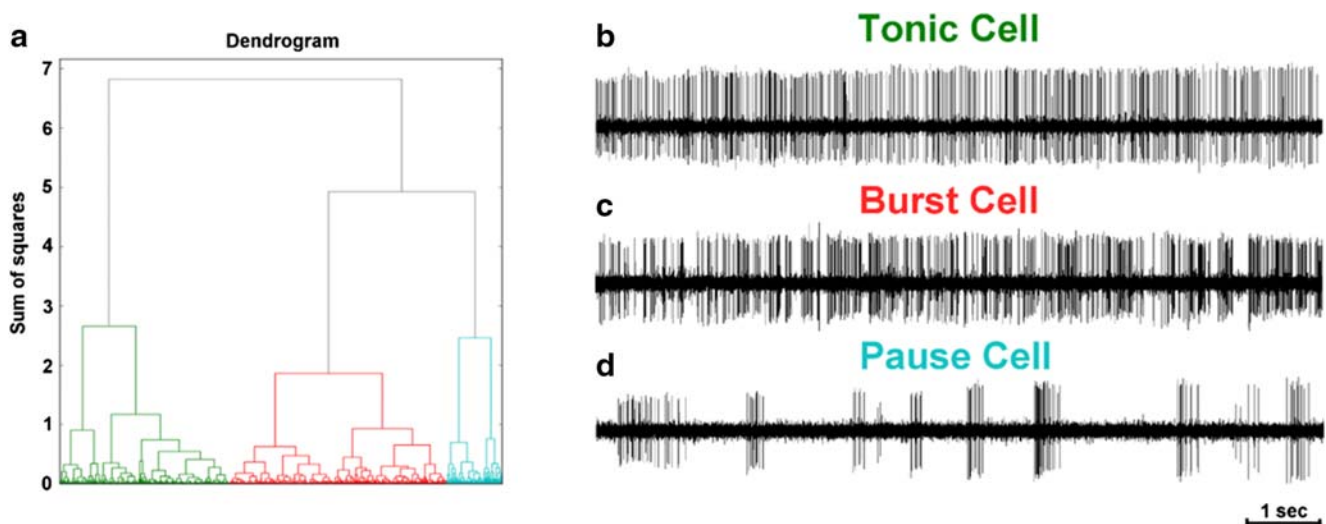 a
Dendrogram
Sum of squares
7
6
5
4
3
2
1
0
b
Tonic Cell
c
Burst Cell
d
Pause Cell
1 sec